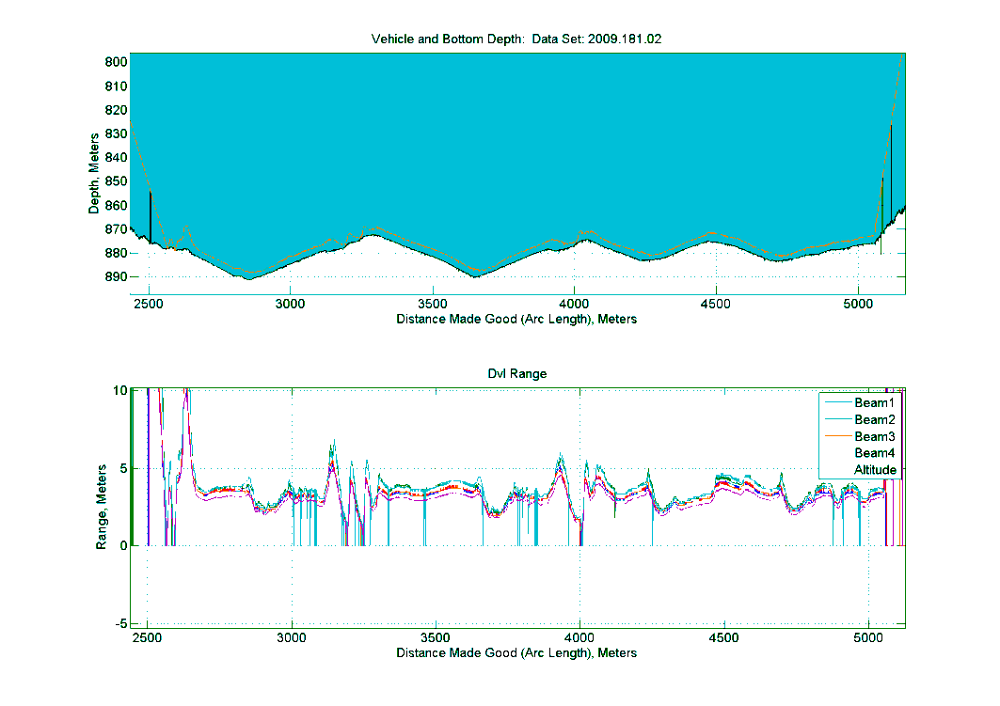 Vehicle and Bottom Depth:  Data Set: 2009.181.02
800
810
820
830
840
850
860
870
880
890
Depth, Meters
2500 3000 3500 4000 4500 5000
Distance Made Good (Arc Length), Meters
Dvl Range
10
5
0
-5
Range, Meters
Beam1
Beam2
Beam3
Beam4
Altitude
2500 3000 3500 4000 4500 5000
Distance Made Good (Arc Length), Meters